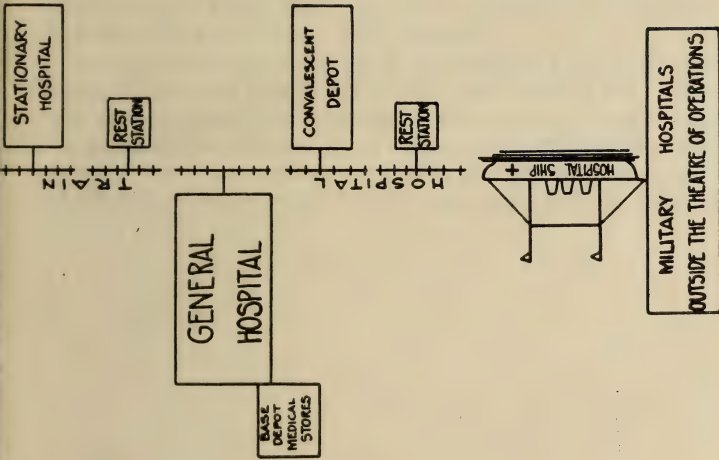 STATIONARY
HOSPITAL
REST
STATION
GENERAL
HOSPITAL
BASE
DEPOT
MEDICAL
STORES
CONVALESCENT
DEPOT
REST
STATION
HOSPITAL TRAIN
HOSPITAL SHIP
MILITARY HOSPITALS
OUTSIDE THE THEATRE OF OPERATIONS